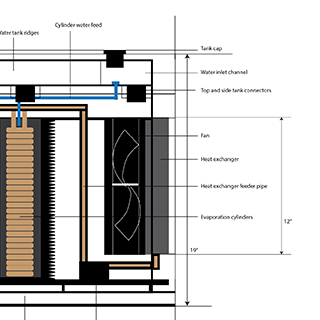 Cylinder water feed
ater tank ridges
Tank cap
Water inlet channel
Top and side tank connectors
Fan
Heat exchanger
Heat exchanger feeder pipe
Evaporation cylinders
12"
19"